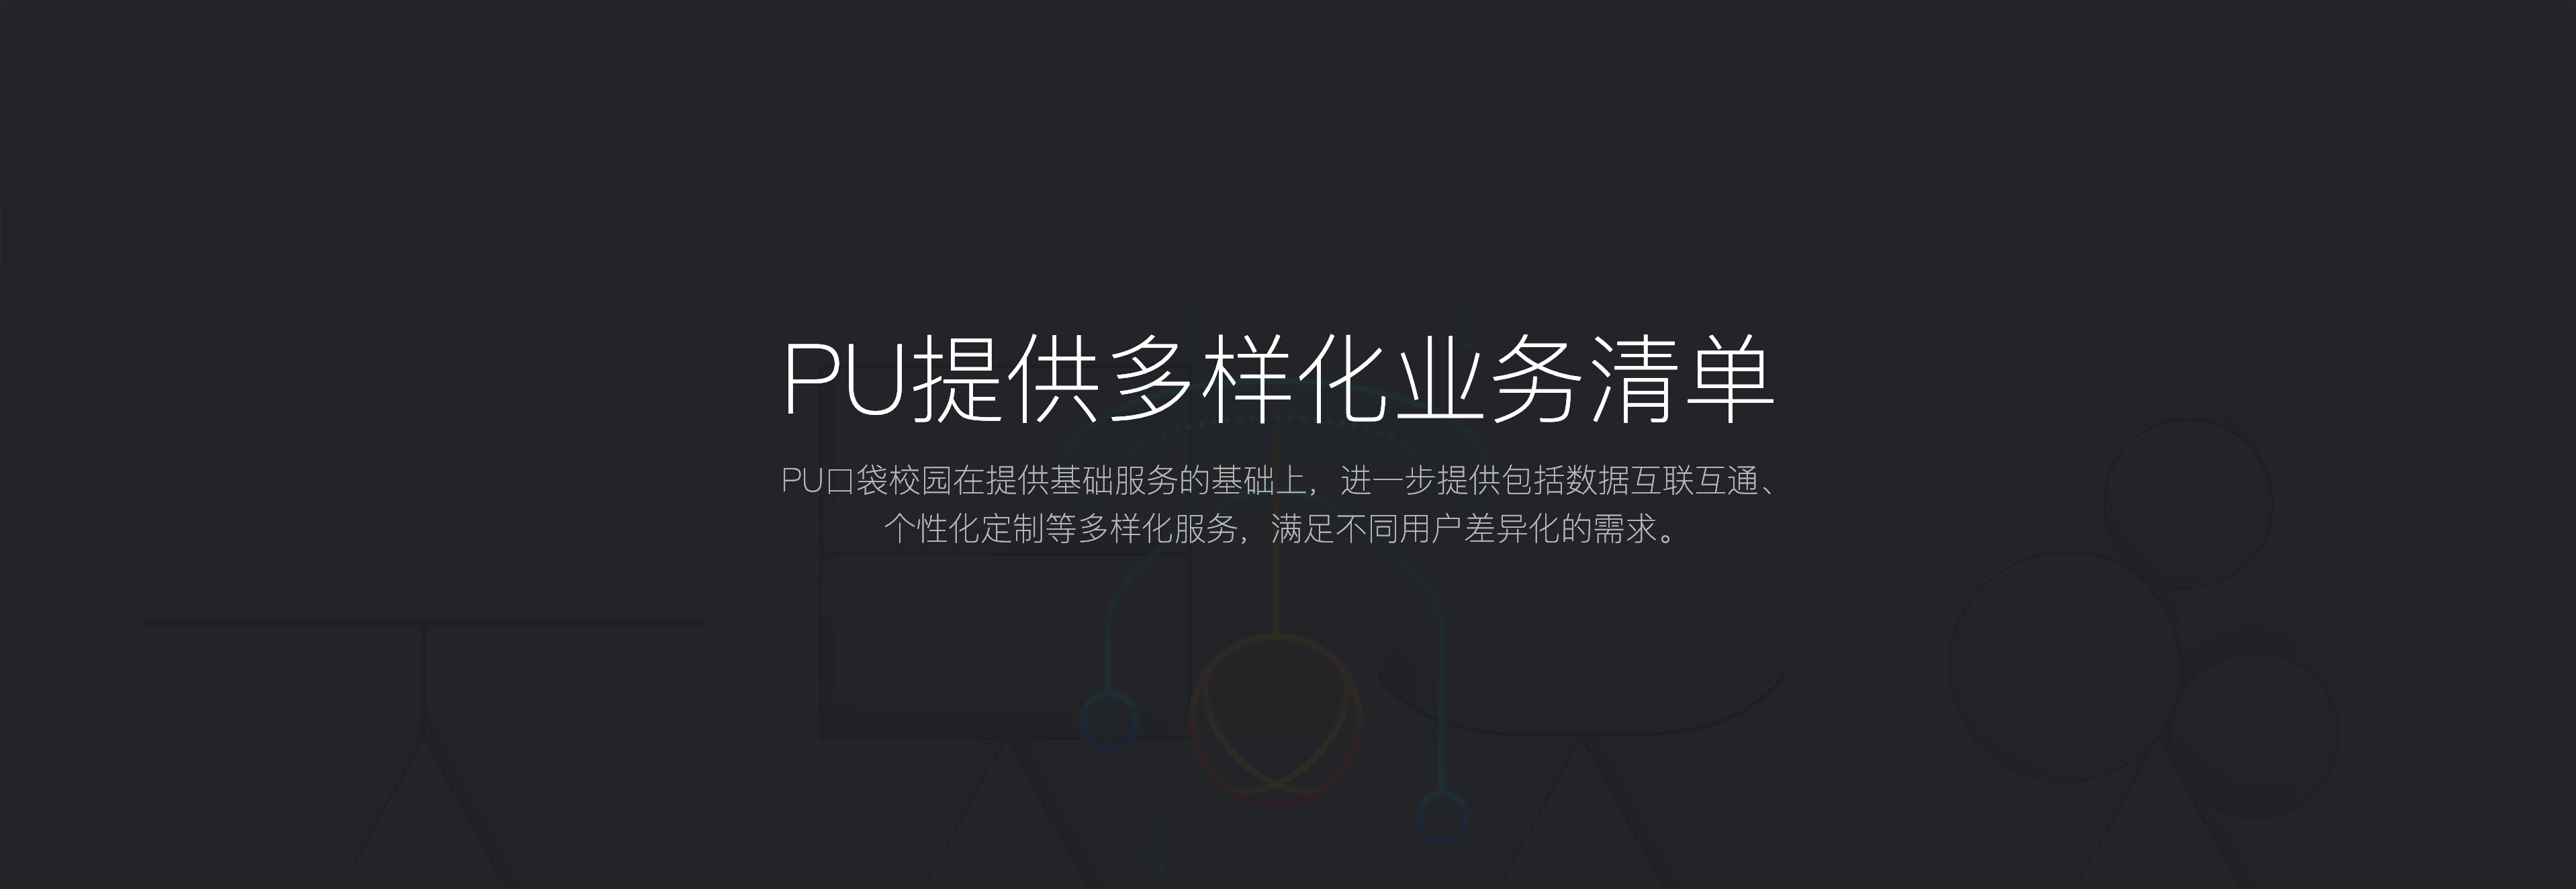 PU提供多样化业务清单
PU口袋校园在提供基础服务的基础上，进一步提供包括数据互联互通、
个性化定制等多样化服务，满足不同用户差异化的需求。